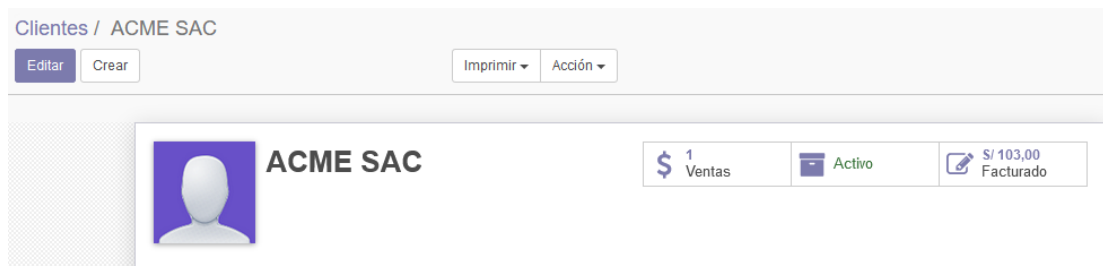 Clientes / ACME SAC
Editar Crear Imprimir Acción
ACME SAC
1
Ventas
Activo
S/ 103,00
Facturado